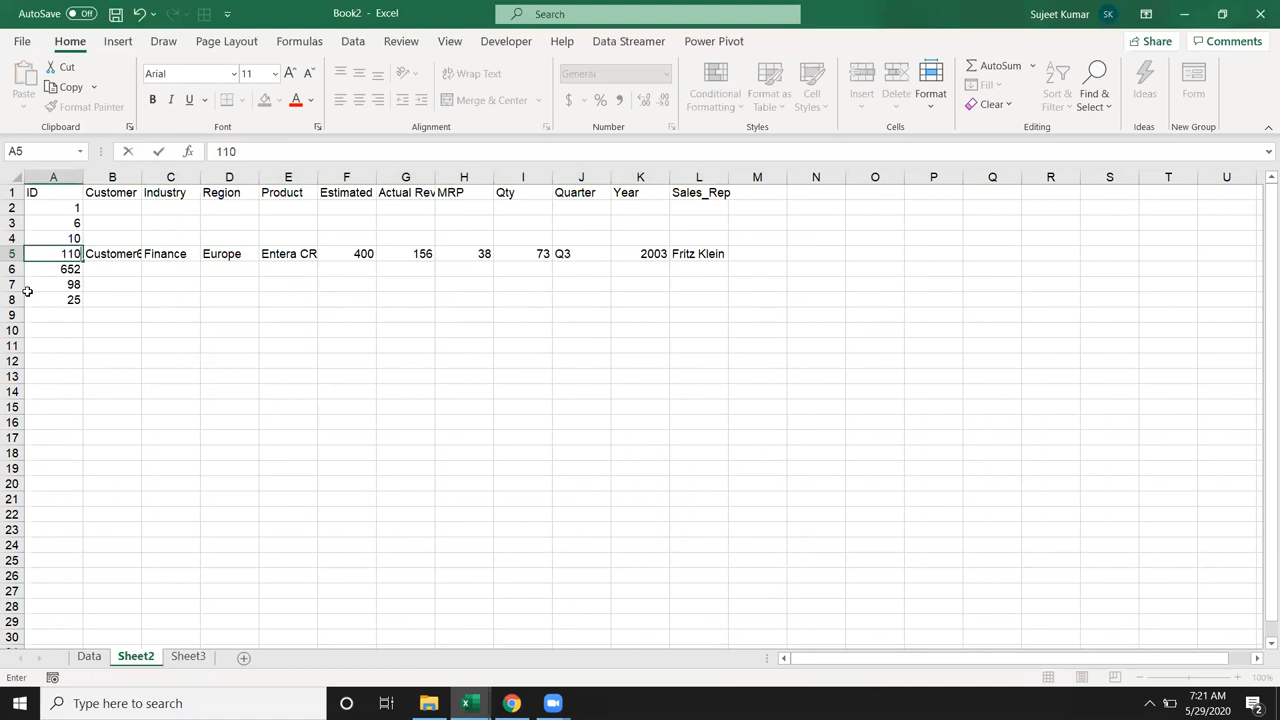 AutoSave Off Book2 - Excel Search Sujeet Kumar SK
File Home Insert Draw Page Layout Formulas Data Review View Developer Help Data Streamer Power Pivot Share Comments
Paste Cut Copy Format Painter Clipboard
Arial 11 A A B I U A Font
Wrap Text Merge & Center Alignment
General $ % Number
Conditional Formatting Format as Table Cell Styles Styles
Insert Delete Format Cells
AutoSum Fill Clear Sort & Filter Find & Select Editing
Ideas Ideas
Form New Group
A5 fx 110
A B C D E F G H I J K L M N O P Q R S T U
1 ID Customer Industry Region Product Estimated Actual Rev MRP Qty Quarter Year Sales_Rep
2 1
3 6
4 10
5 110 Customer6 Finance Europe Entera CR 400 156 38 73 Q3 2003 Fritz Klein
6 652
7 98
8 25
9
10
11
12
13
14
15
16
17
18
19
20
21
22
23
24
25
26
27
28
29
30
Data Sheet2 Sheet3
Enter 100%
Type here to search 7:21 AM
5/29/2020 2